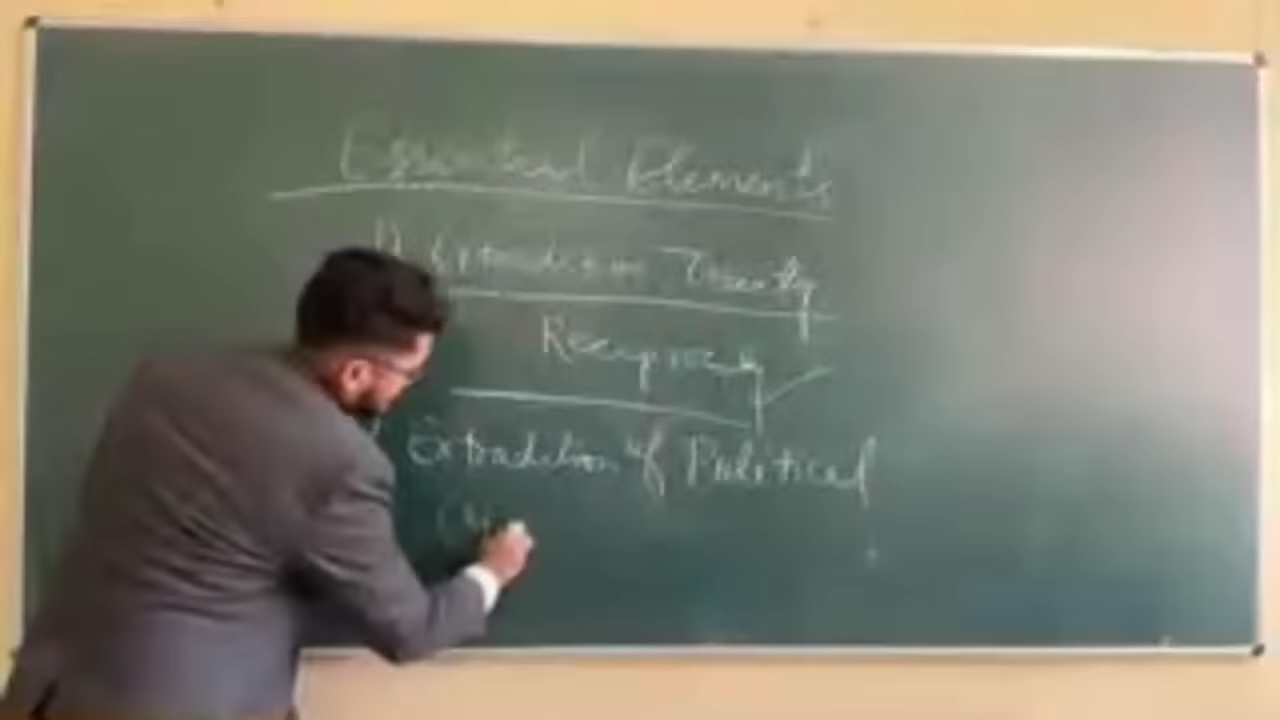 Essential Elements
1) Extradition Treaty
Reciprocity
Extradition of Political